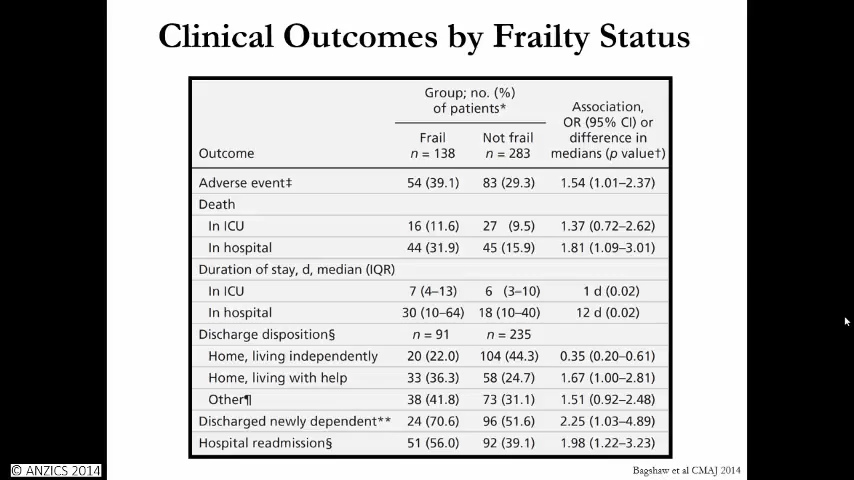 Clinical Outcomes by Frailty Status
Group; no. (%)
of patients*
Association,
OR (95% CI) or
difference in
medians (p value†)
Frail
n = 138
Not frail
n = 283
Outcome
Adverse event‡ 54 (39.1) 83 (29.3) 1.54 (1.01–2.37)
Death
In ICU 16 (11.6) 27 (9.5) 1.37 (0.72–2.62)
In hospital 44 (31.9) 45 (15.9) 1.81 (1.09–3.01)
Duration of stay, d, median (IQR)
In ICU 7 (4–13) 6 (3–10) 1 d (0.02)
In hospital 30 (10–64) 18 (10–40) 12 d (0.02)
Discharge disposition§ n = 91 n = 235
Home, living independently 20 (22.0) 104 (44.3) 0.35 (0.20–0.61)
Home, living with help 33 (36.3) 58 (24.7) 1.67 (1.00–2.81)
Other¶ 38 (41.8) 73 (31.1) 1.51 (0.92–2.48)
Discharged newly dependent** 24 (70.6) 96 (51.6) 2.25 (1.03–4.89)
Hospital readmission§ 51 (56.0) 92 (39.1) 1.98 (1.22–3.23)
© ANZICS 2014
Bagshaw et al CMAJ 2014